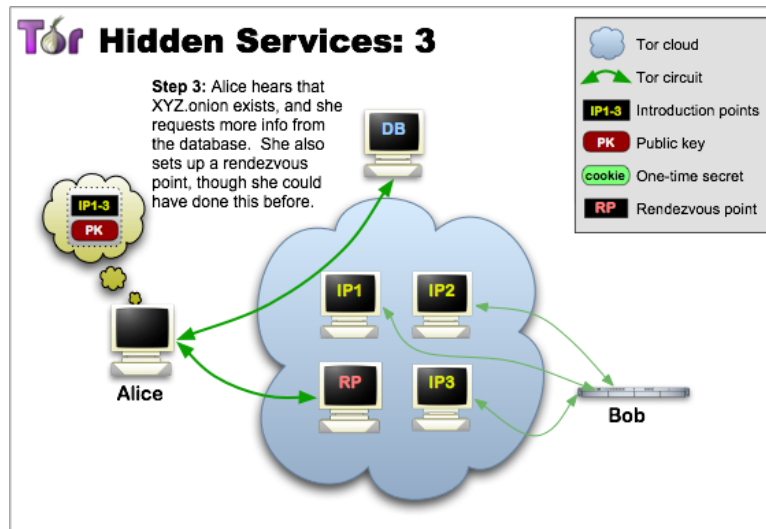 Tor Hidden Services: 3
Step 3: Alice hears that
XYZ.onion exists, and she
requests more info from
the database. She also
sets up a rendezvous
point, though she could
have done this before.
Tor cloud
Tor circuit
IP1-3 Introduction points
PK Public key
cookie One-time secret
RP Rendezvous point
DB
IP1-3
PK
IP1
IP2
Alice
RP
IP3
Bob